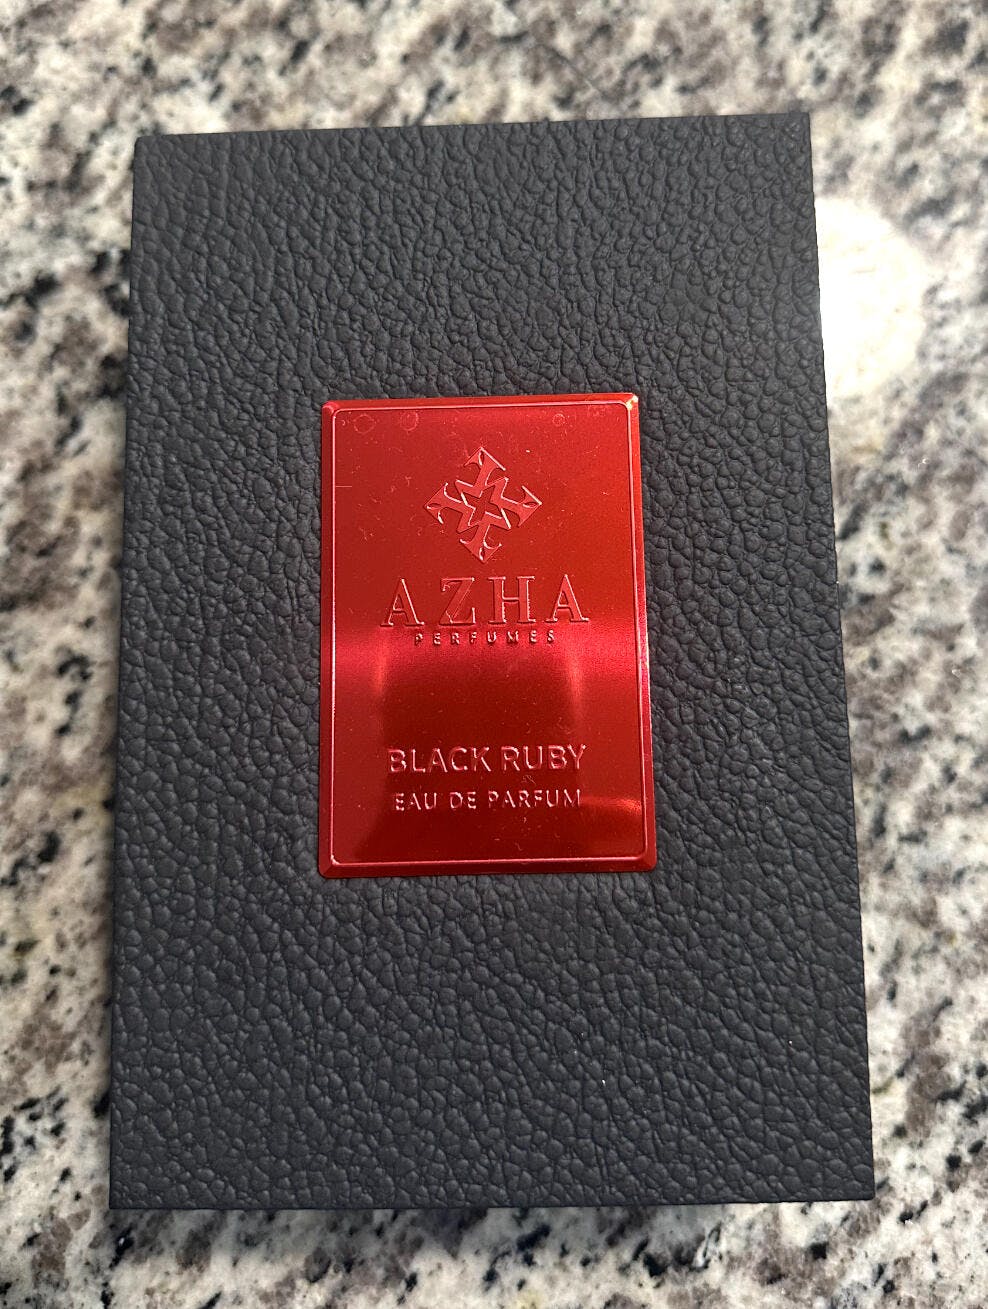 AZHA
PERFUMES
BLACK RUBY
EAU DE PARFUM